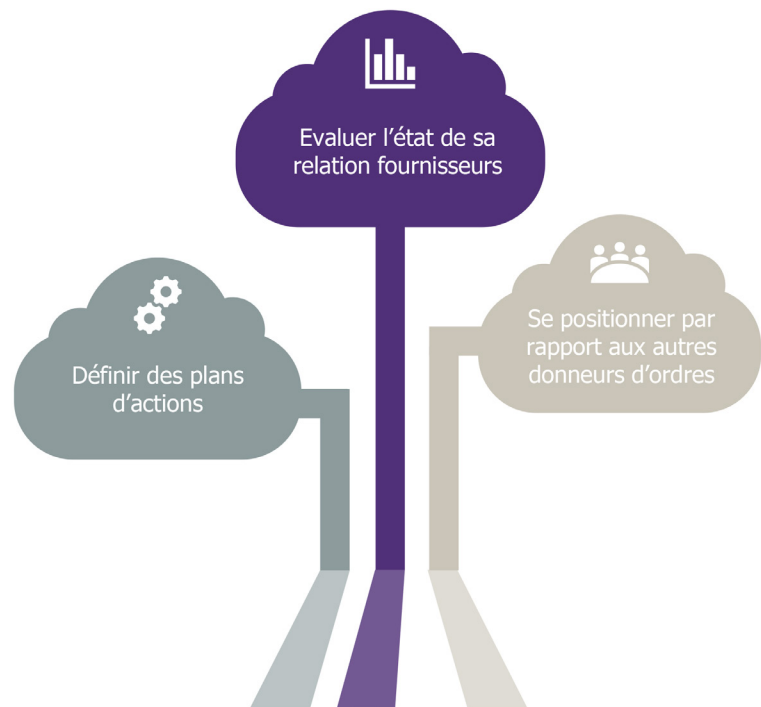 Evaluer l'état de sa
relation fournisseurs
Se positionner par
rapport aux autres
donneurs d'ordres
Définir des plans
d'actions